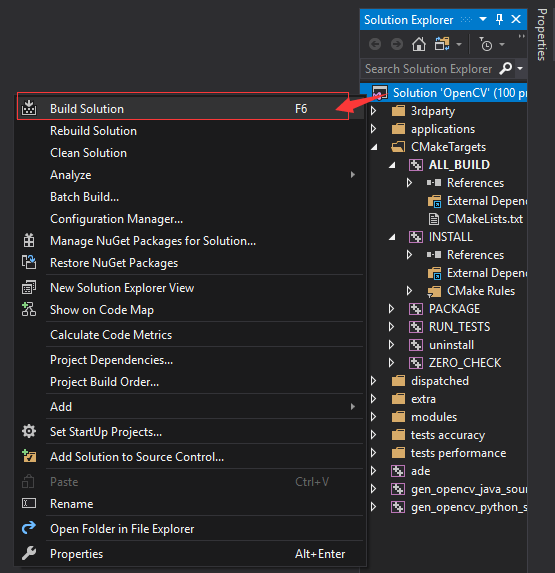 Solution Explorer
Search Solution Explorer
Solution 'OpenCV' (100 pr
3rdparty
applications
CMakeTargets
ALL_BUILD
References
External Depend
CMakeLists.txt
INSTALL
References
External Depend
CMake Rules
PACKAGE
RUN_TESTS
uninstall
ZERO_CHECK
dispatched
extra
modules
tests accuracy
tests performance
ade
gen_opencv_java_sour
gen_opencv_python_s
Properties
Build Solution F6
Rebuild Solution
Clean Solution
Analyze
Batch Build...
Configuration Manager...
Manage NuGet Packages for Solution...
Restore NuGet Packages
New Solution Explorer View
Show on Code Map
Calculate Code Metrics
Project Dependencies...
Project Build Order...
Add
Set StartUp Projects...
Add Solution to Source Control...
Paste Ctrl+V
Rename
Open Folder in File Explorer
Properties Alt+Enter